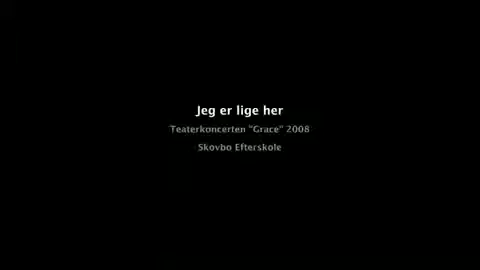 Jeg er lige her
Teaterkoncerten "Grace" 2008
Skovbo Efterskole